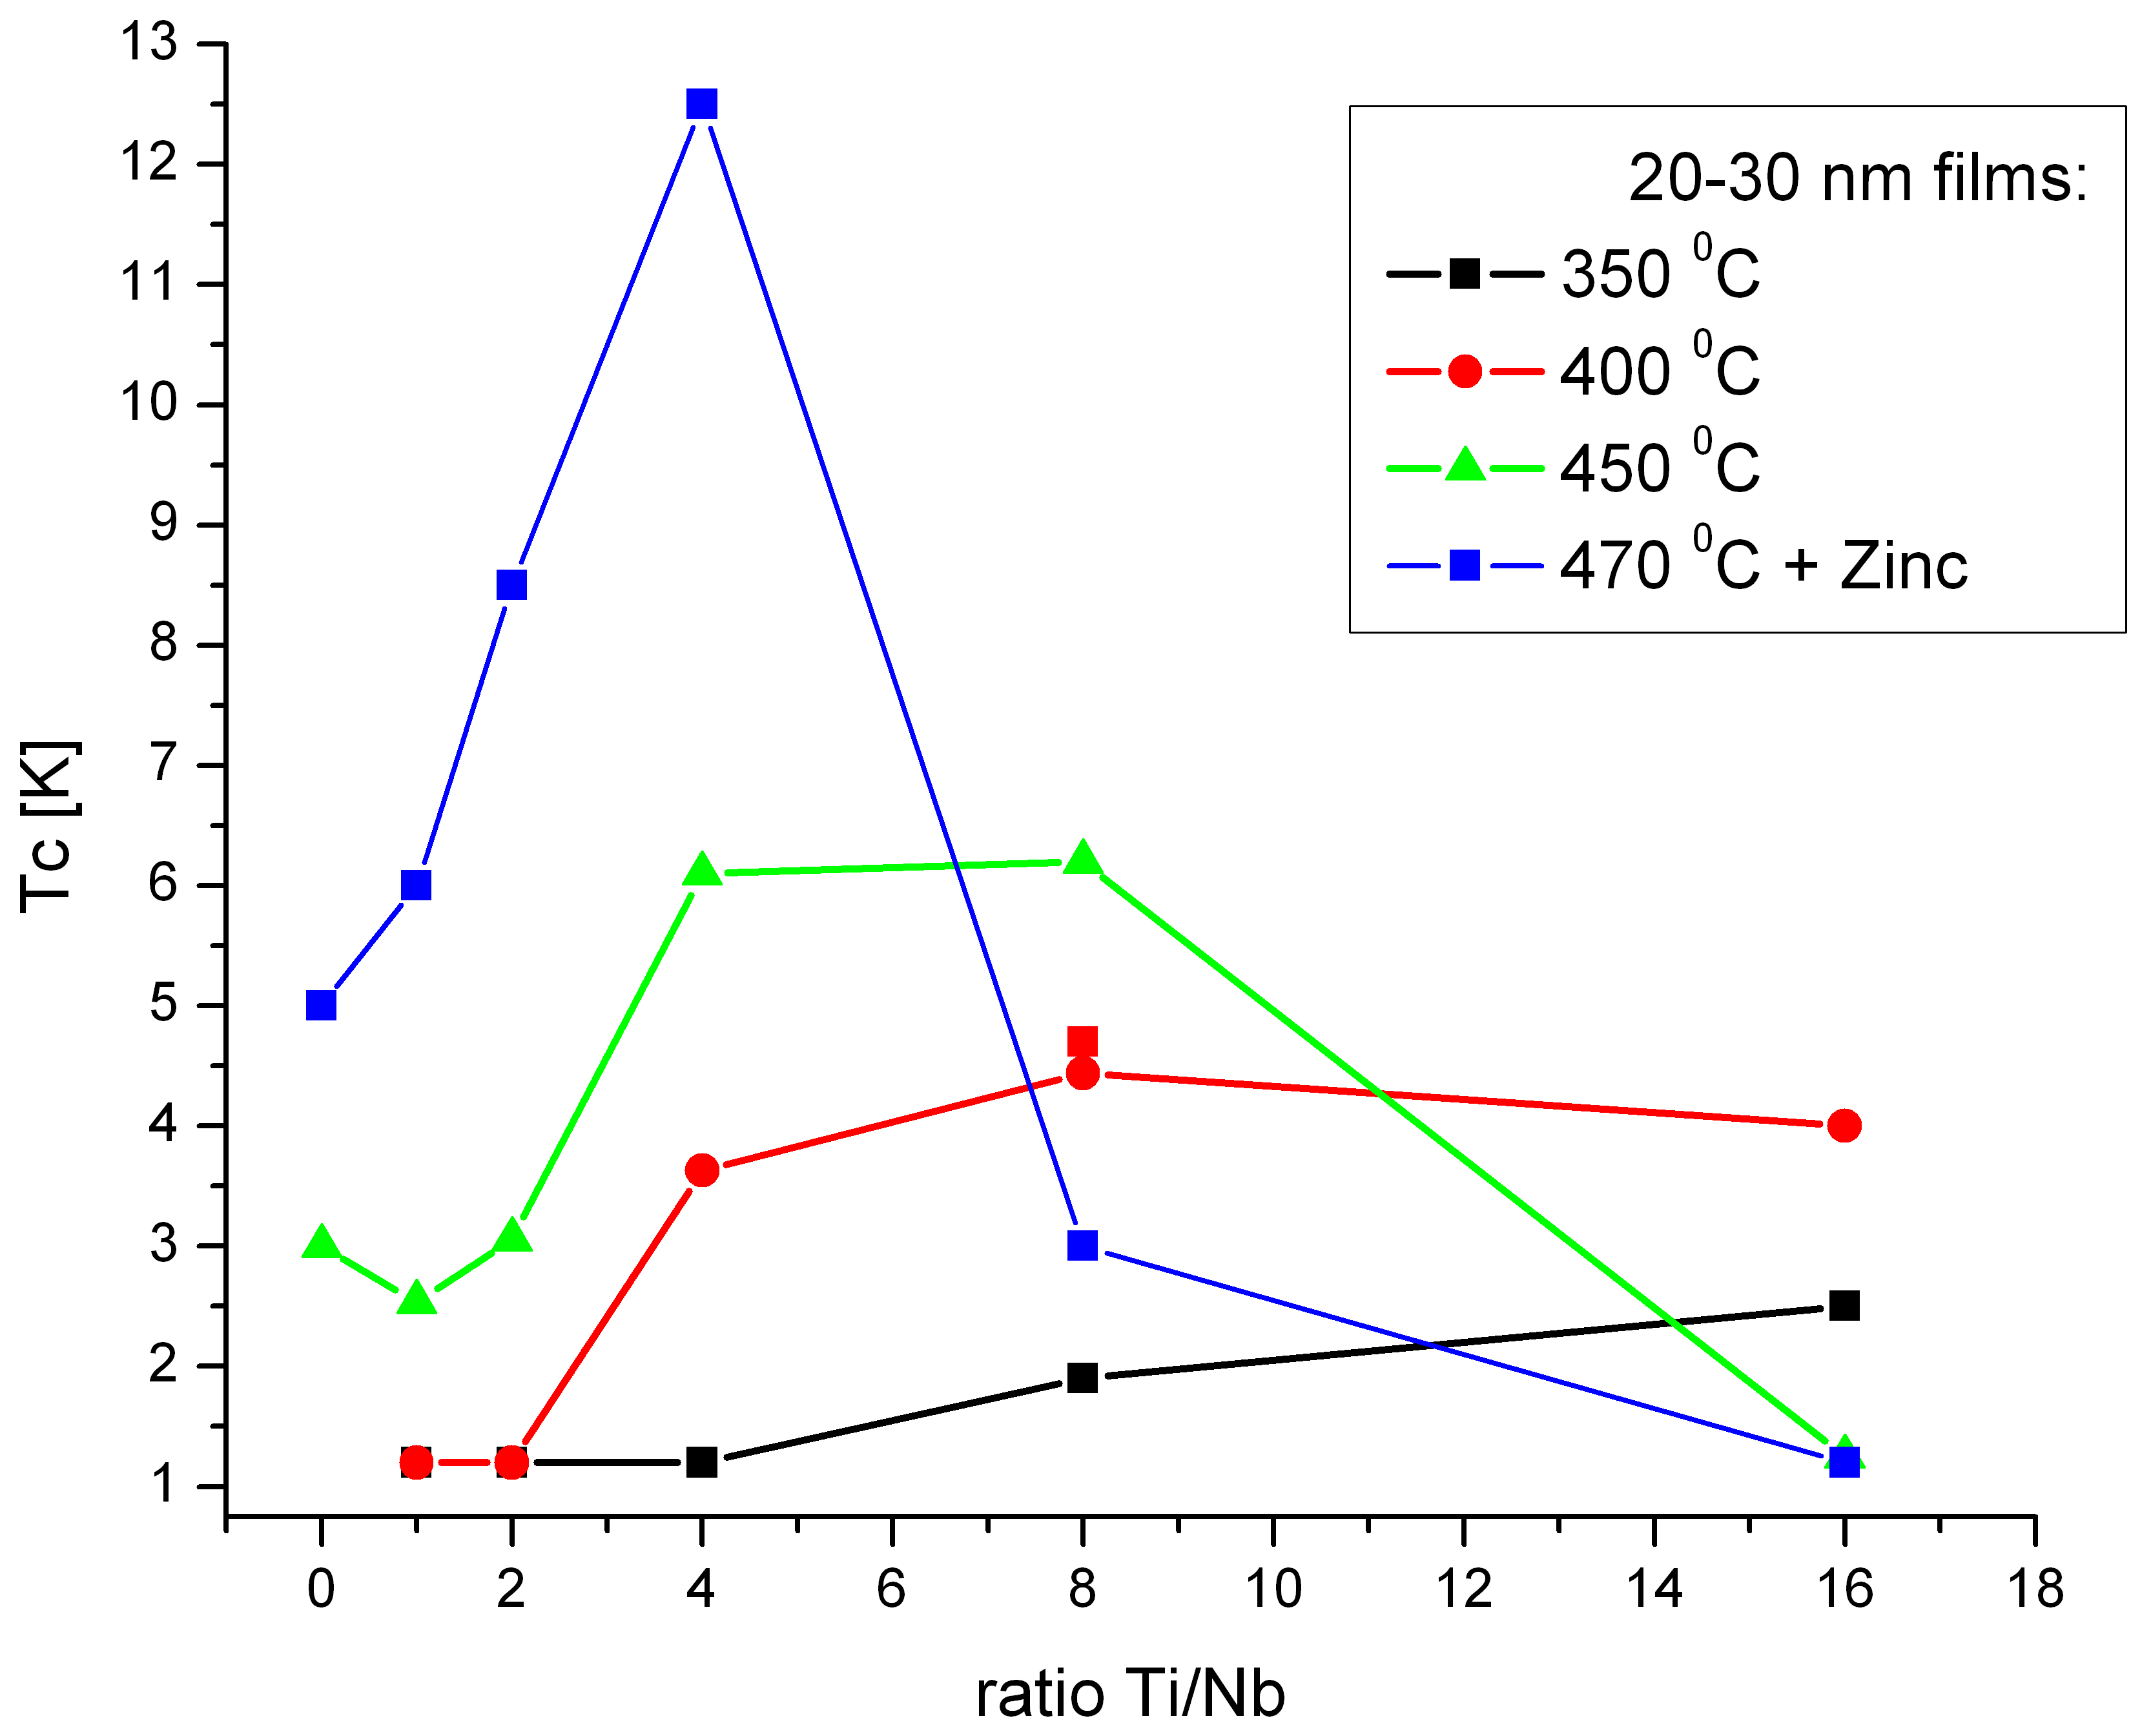 13
12
11
10
9
8
7
6
5
4
3
2
1
Tc [K]
20-30 nm films:
350 ⁰C
400 ⁰C
450 ⁰C
470 ⁰C + Zinc
0 2 4 6 8 10 12 14 16 18
ratio Ti/Nb